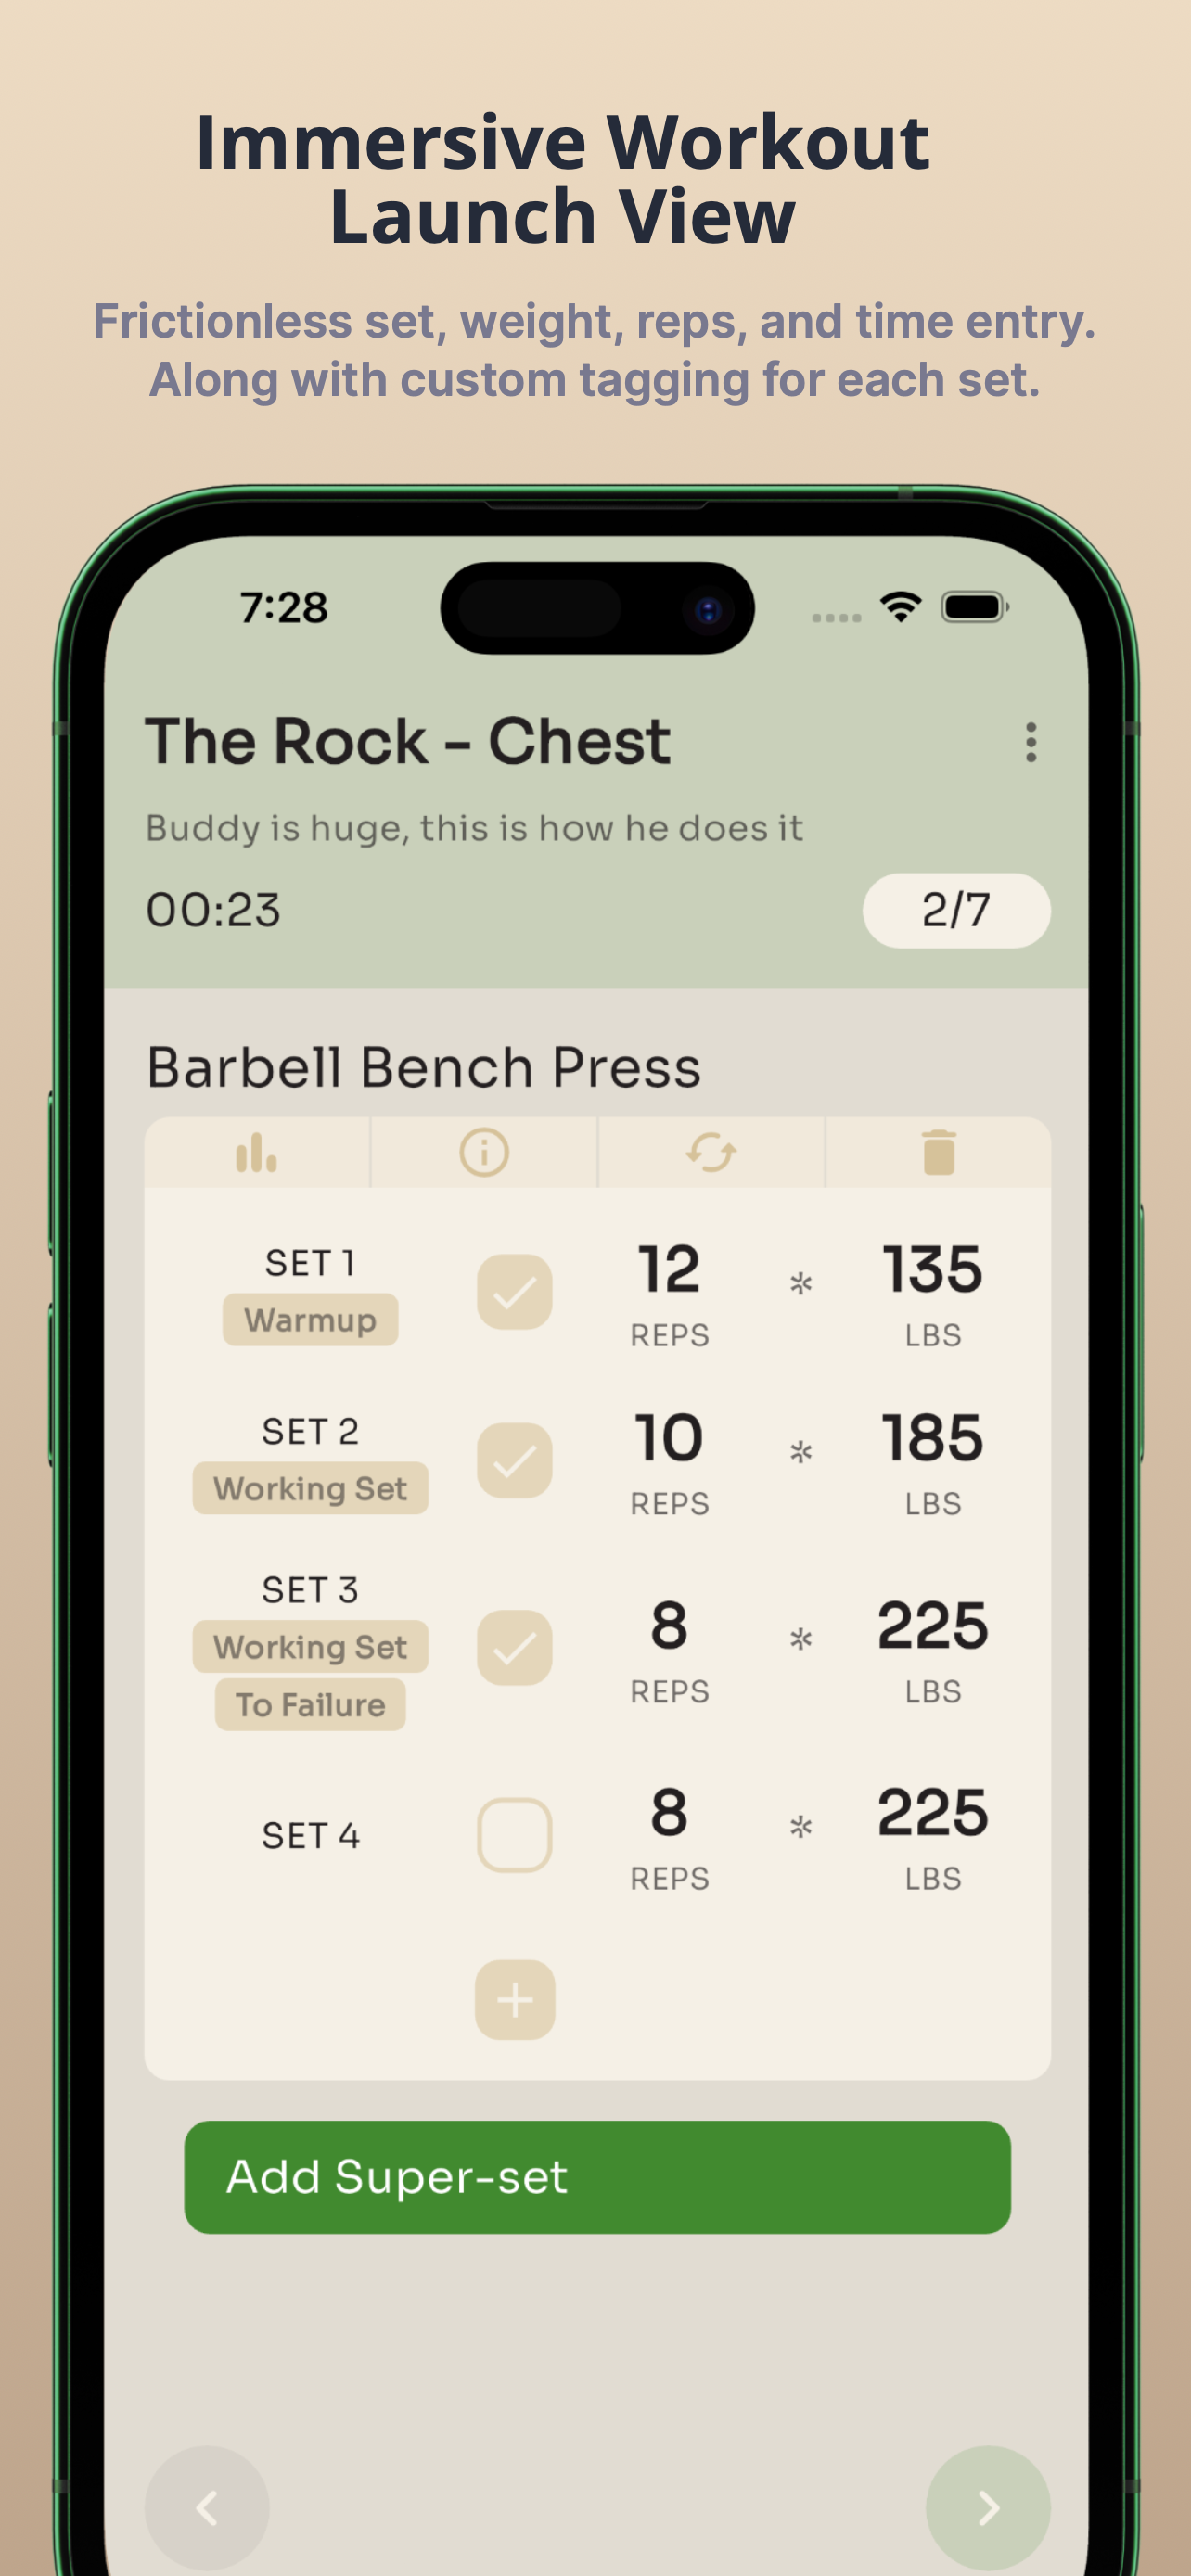 Immersive Workout
Launch View
Frictionless set, weight, reps, and time entry.
Along with custom tagging for each set.
7:28
The Rock - Chest
Buddy is huge, this is how he does it
00:23
2/7
Barbell Bench Press
SET 1
Warmup
12
REPS
*
135
LBS
SET 2
Working Set
10
REPS
*
185
LBS
SET 3
Working Set
To Failure
8
REPS
*
225
LBS
SET 4
8
REPS
*
225
LBS
Add Super-set